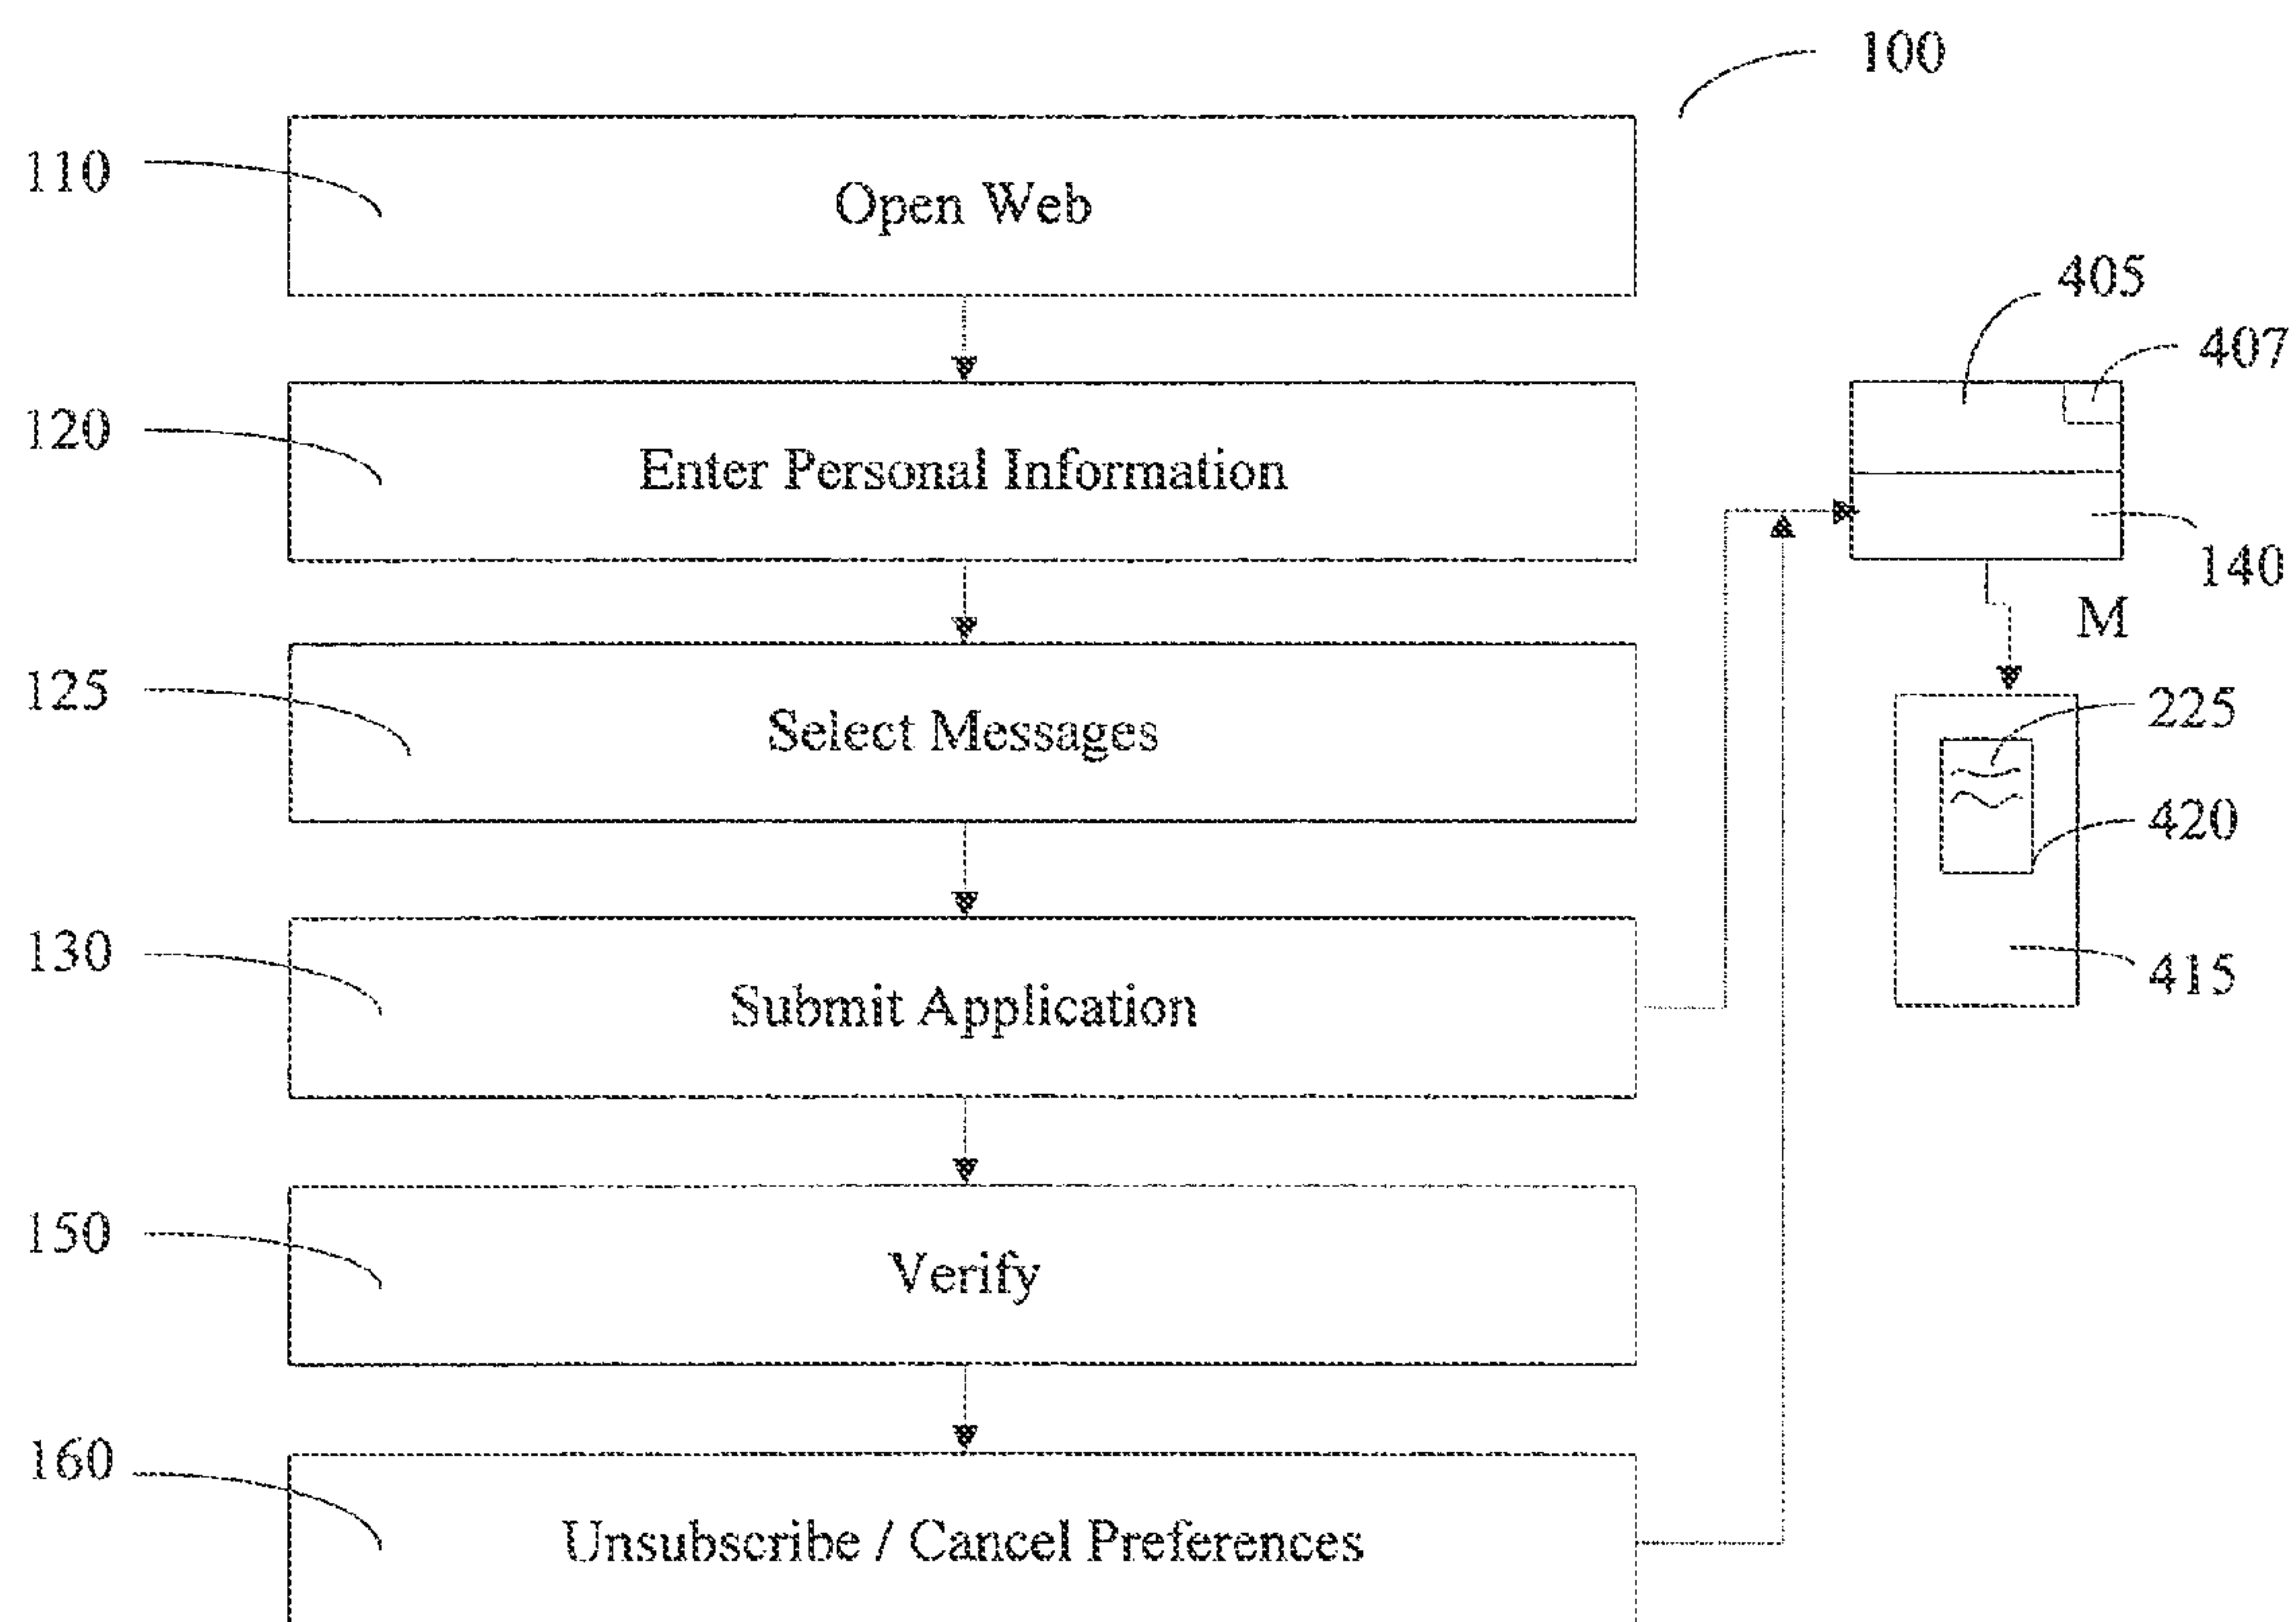 100
110
Open Web
405
407
120
Enter Personal Information
140
M
125
Select Messages
225
420
130
Submit Application
415
150
Verify
160
Unsubscribe / Cancel Preferences